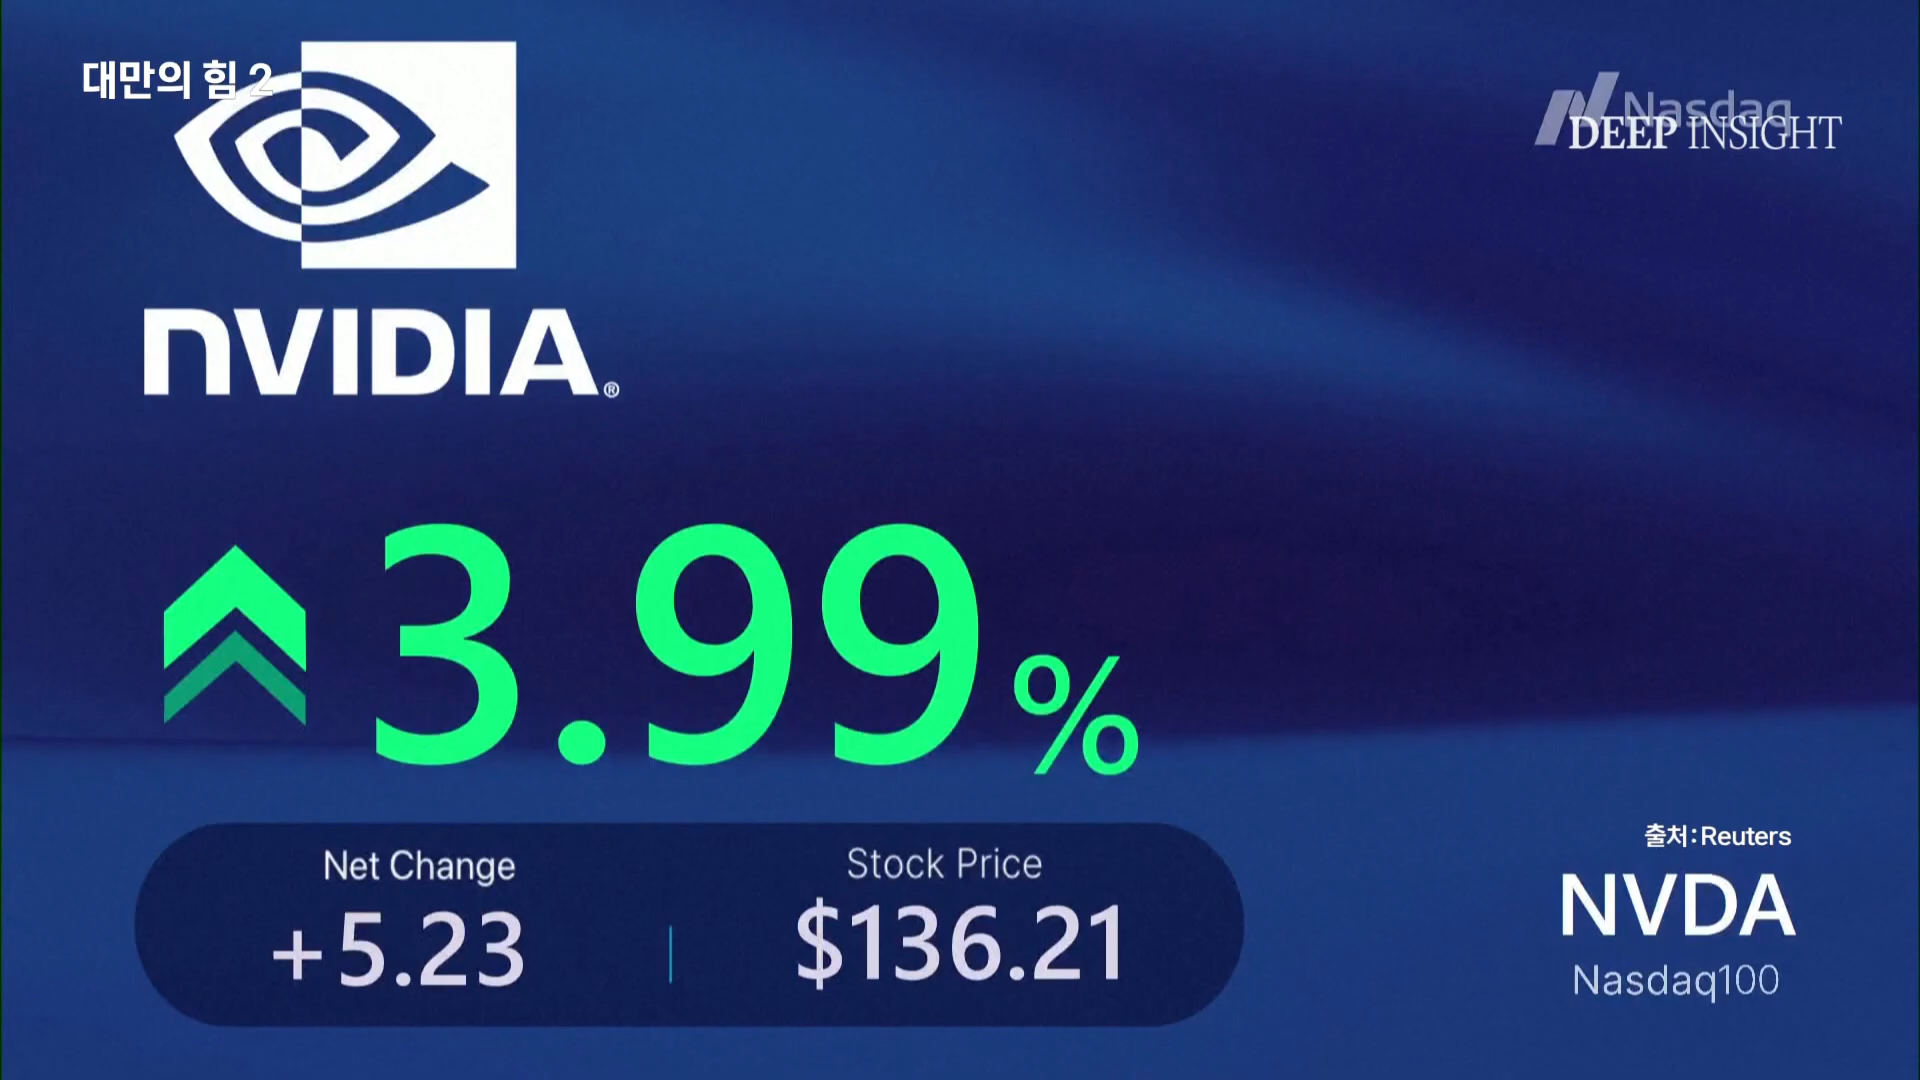 대만의 힘 2
Nasdaq
DEEP INSIGHT
NVIDIA®
3.99%
Net Change
+5.23
Stock Price
$136.21
출처:Reuters
NVDA
Nasdaq100